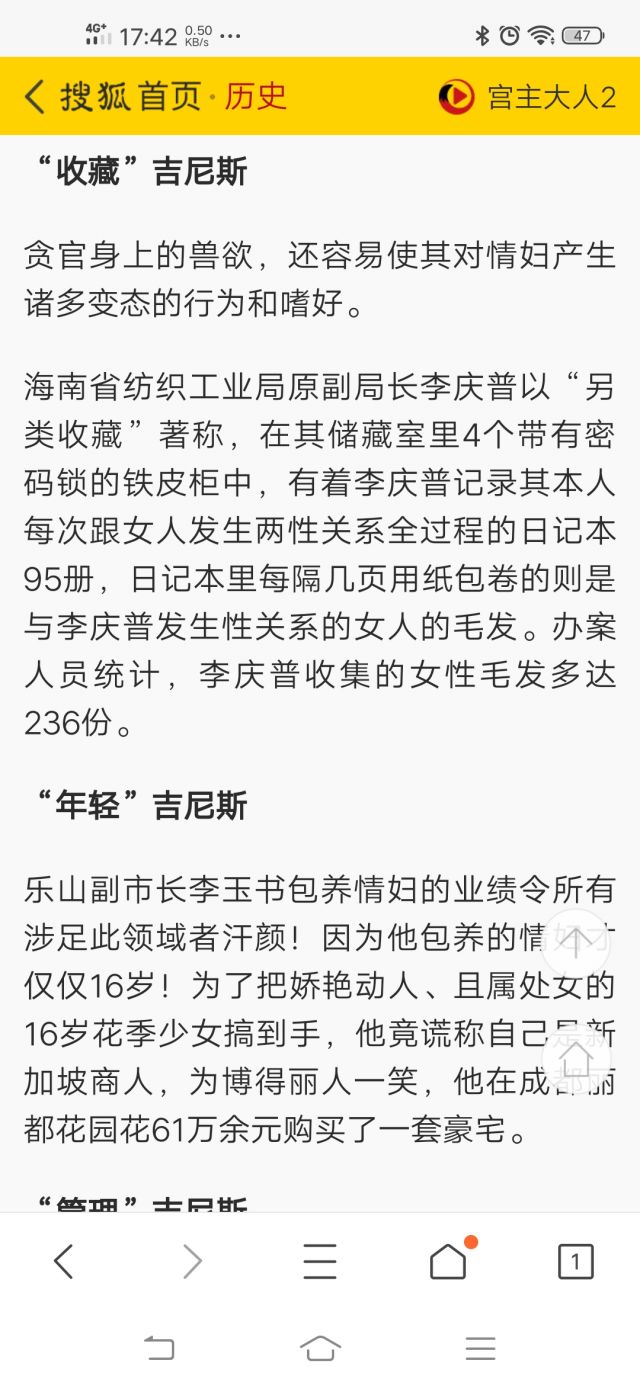 4G+ 17:42 0.50 KB/s ... 47
搜狐首页·历史 宫主大人2
“收藏”吉尼斯
贪官身上的兽欲，还容易使其对情妇产生
诸多变态的行为和嗜好。
海南省纺织工业局原副局长李庆普以“另
类收藏”著称，在其储藏室里4个带有密
码锁的铁皮柜中，有着李庆普记录其本人
每次跟女人发生两性关系全过程的日记本
95册，日记本里每隔几页用纸包卷的则是
与李庆普发生性关系的女人的毛发。办案
人员统计，李庆普收集的女性毛发多达
236份。
“年轻”吉尼斯
乐山副市长李玉书包养情妇的业绩令所有
涉足此领域者汗颜！因为他包养的情妇才
仅仅16岁！为了把娇艳动人、且属处女的
16岁花季少女搞到手，他竟谎称自己是新
加坡商人，为博得丽人一笑，他在成都丽
都花园花61万余元购买了一套豪宅。
“管理”吉尼斯
1